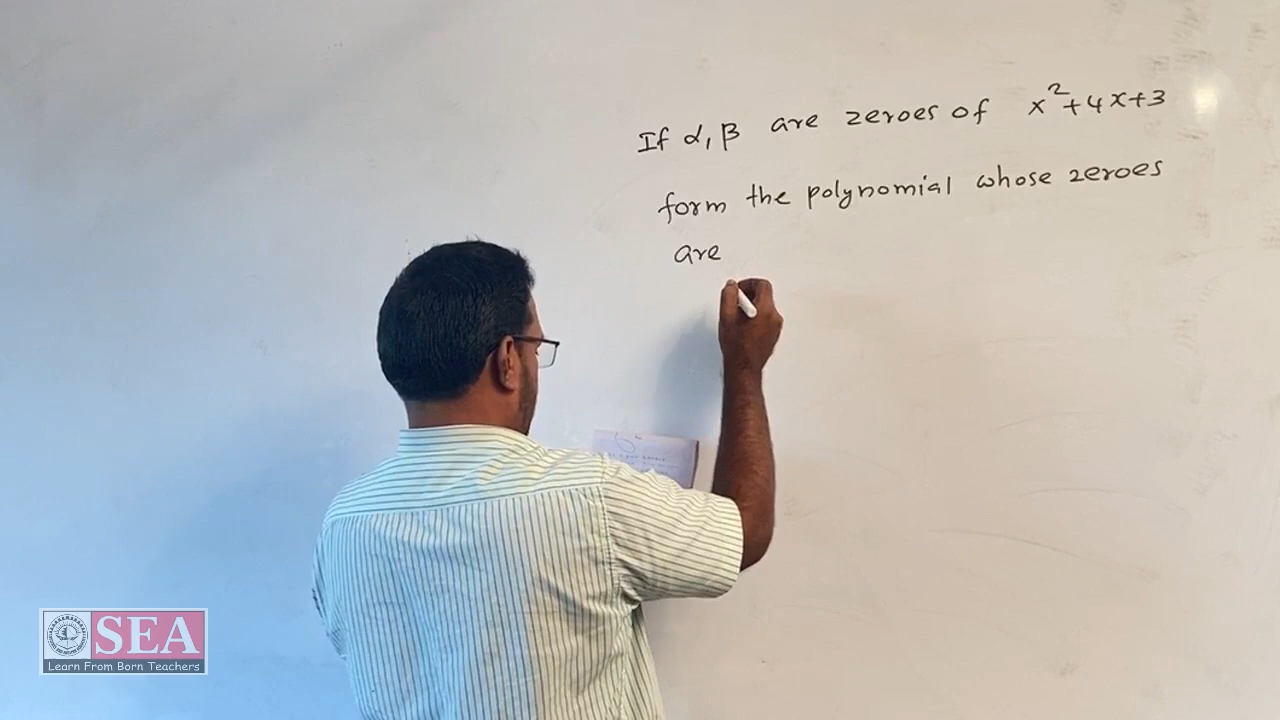 If α, β are zeroes of x²+4x+3
form the polynomial whose zeroes
are
SEA
Learn From Born Teachers